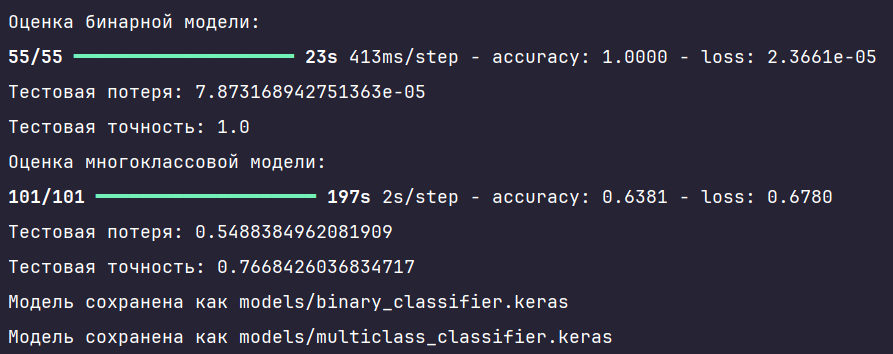 Оценка бинарной модели:
55/55 ━━━━━━━━━━━━━━━━━━━━ 23s 413ms/step - accuracy: 1.0000 - loss: 2.3661e-05
Тестовая потеря: 7.873168942751363e-05
Тестовая точность: 1.0
Оценка многоклассовой модели:
101/101 ━━━━━━━━━━━━━━━━━━━━ 197s 2s/step - accuracy: 0.6381 - loss: 0.6780
Тестовая потеря: 0.5488384962081909
Тестовая точность: 0.7668426036834717
Модель сохранена как models/binary_classifier.keras
Модель сохранена как models/multiclass_classifier.keras